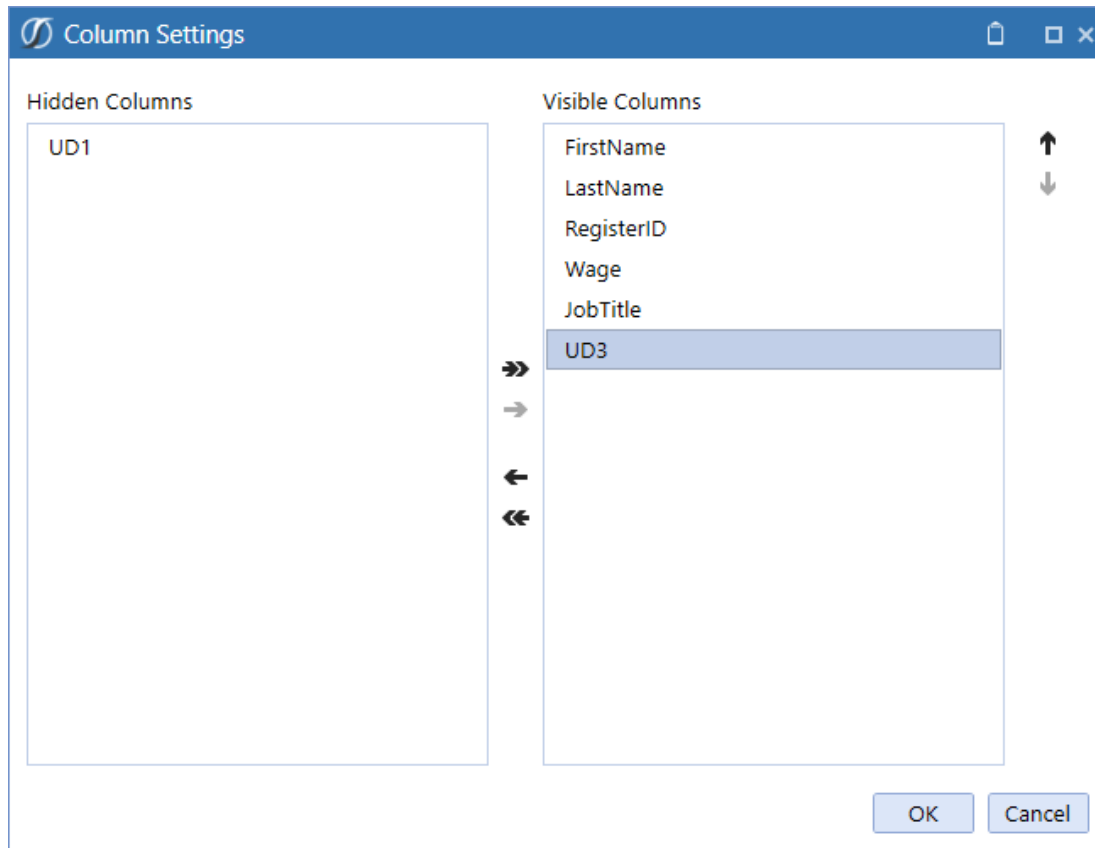 Column Settings
Hidden Columns
UD1
Visible Columns
FirstName
LastName
RegisterID
Wage
JobTitle
UD3
OK
Cancel